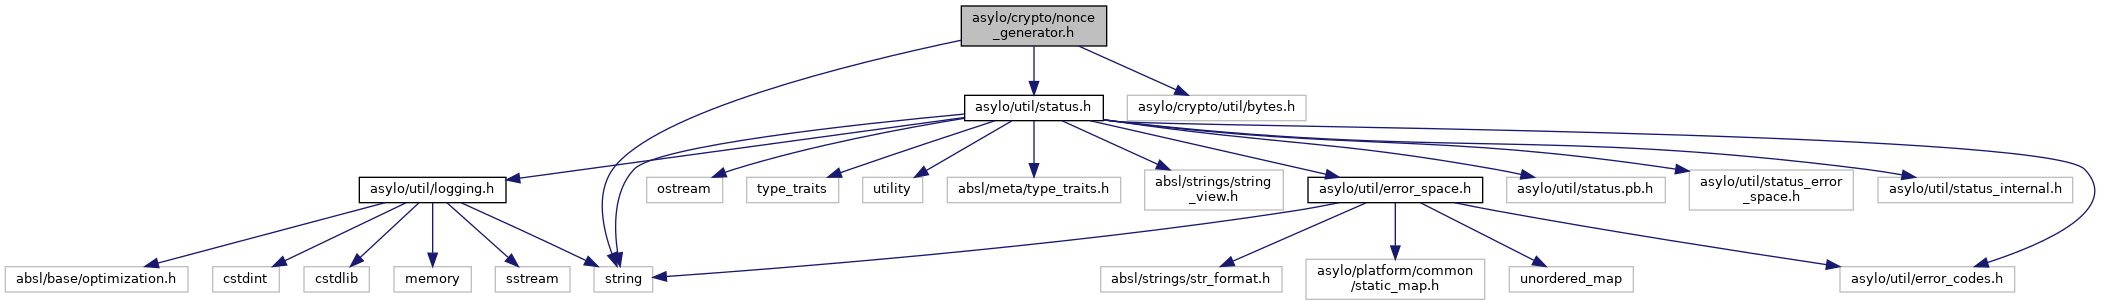 asylo/crypto/nonce
_generator.h
asylo/util/status.h
asylo/crypto/util/bytes.h
asylo/util/logging.h
ostream
type_traits
utility
absl/meta/type_traits.h
absl/strings/string
_view.h
asylo/util/error_space.h
asylo/util/status.pb.h
asylo/util/status_error
_space.h
asylo/util/status_internal.h
absl/base/optimization.h
cstdint
cstdlib
memory
sstream
string
absl/strings/str_format.h
asylo/platform/common
/static_map.h
unordered_map
asylo/util/error_codes.h